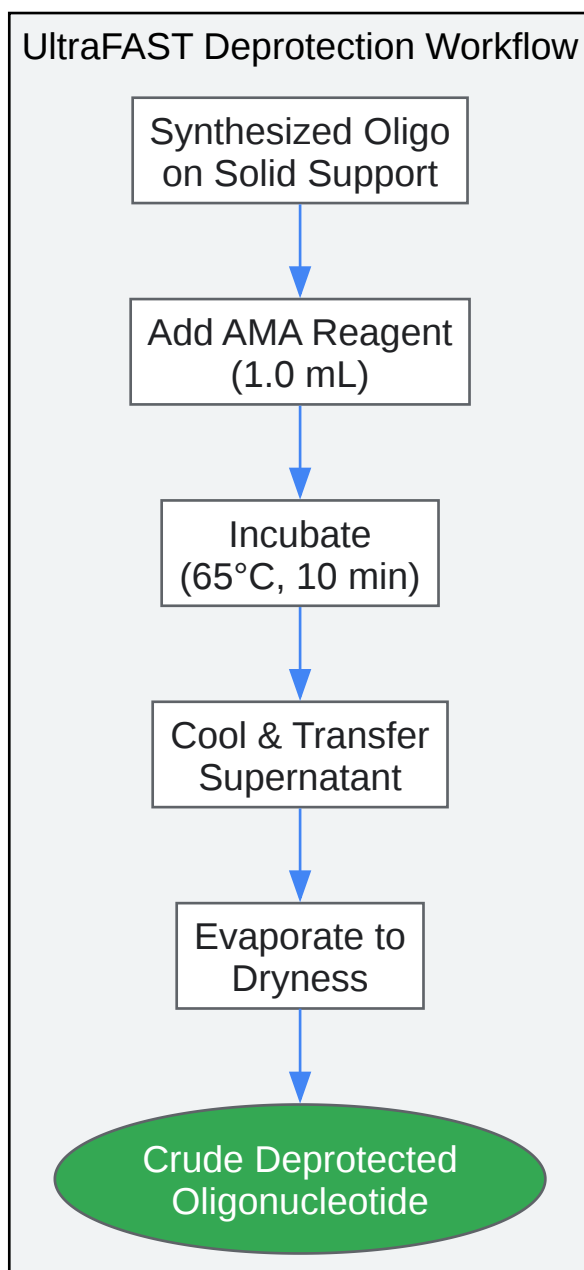 UltraFAST Deprotection Workflow
Synthesized Oligo
on Solid Support
Add AMA Reagent
(1.0 mL)
Incubate
(65°C, 10 min)
Cool & Transfer
Supernatant
Evaporate to
Dryness
Crude Deprotected
Oligonucleotide